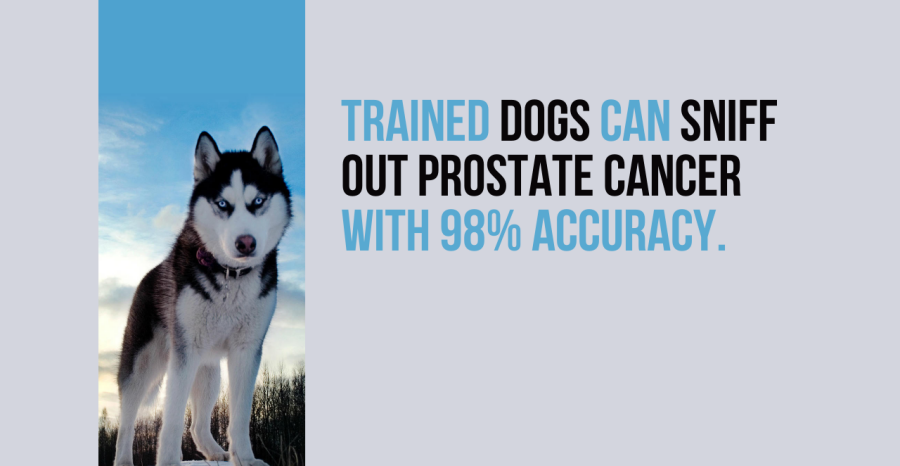 TRAINED DOGS CAN SNIFF
OUT PROSTATE CANCER
WITH 98% ACCURACY.